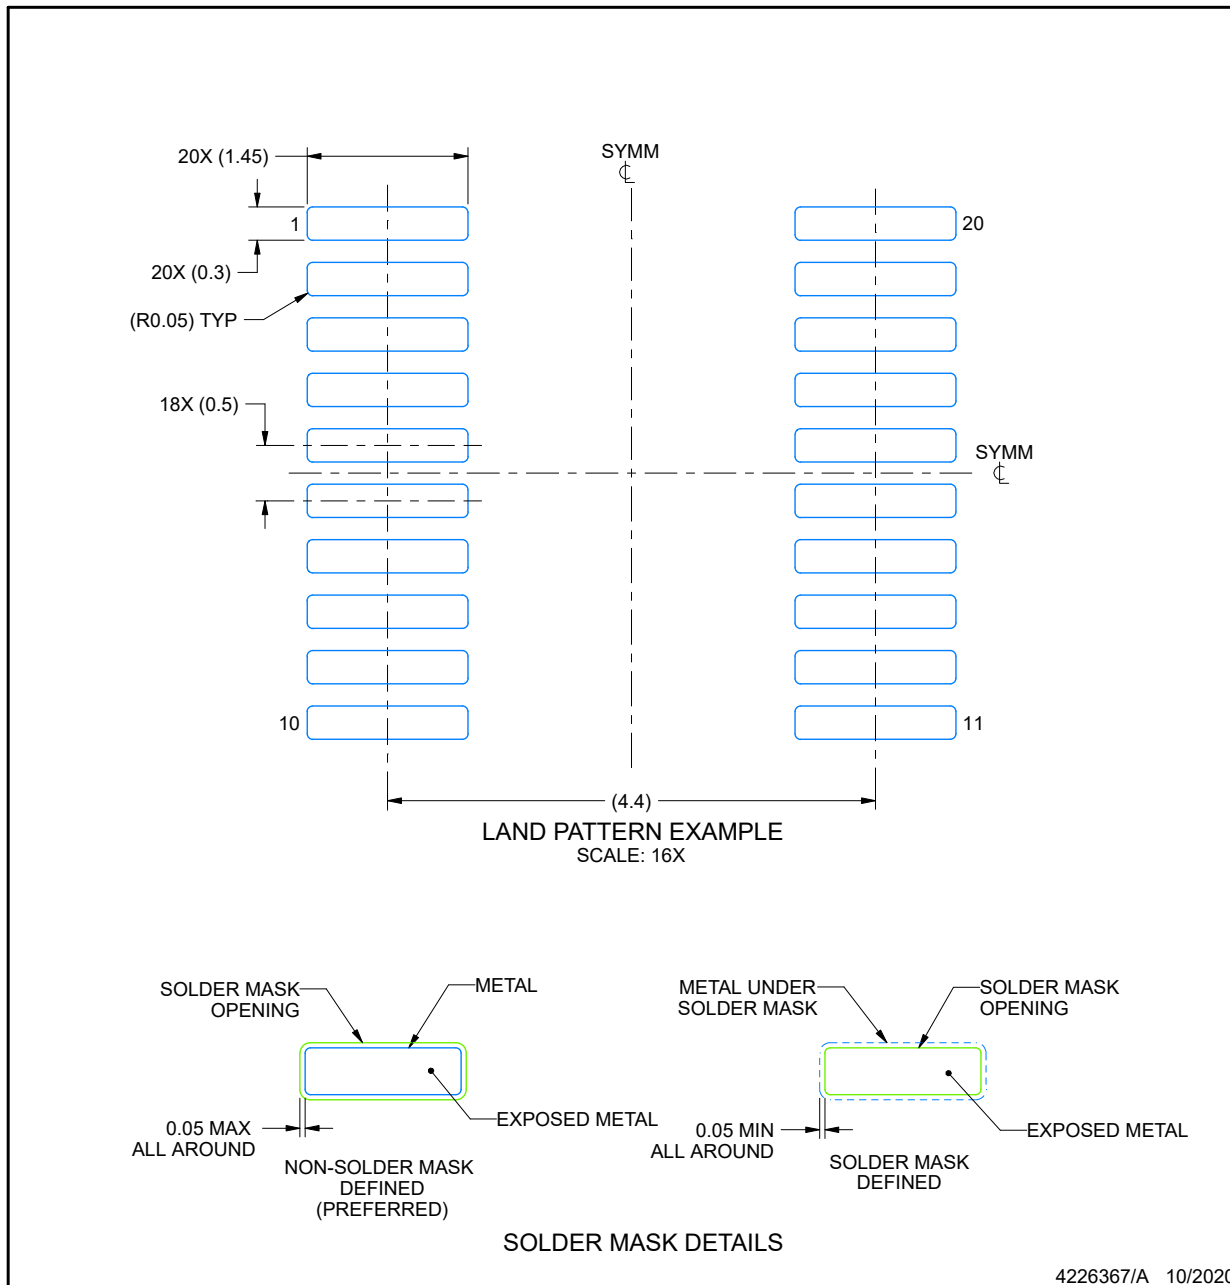 20X (1.45)
SYMM
℄
1
20
20X (0.3)
(R0.05) TYP
18X (0.5)
SYMM
℄
10
11
(4.4)
LAND PATTERN EXAMPLE
SCALE: 16X
SOLDER MASK
OPENING
METAL
EXPOSED METAL
0.05 MAX
ALL AROUND
NON-SOLDER MASK
DEFINED
(PREFERRED)
METAL UNDER
SOLDER MASK
SOLDER MASK
OPENING
EXPOSED METAL
0.05 MIN
ALL AROUND
SOLDER MASK
DEFINED
SOLDER MASK DETAILS
4226367/A 10/2020